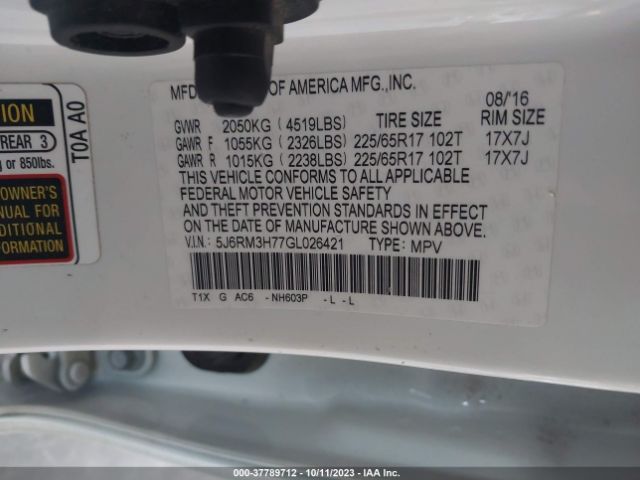 ION
REAR 3
g or 850lbs.
OWNER'S
NUAL FOR
DITIONAL
FORMATION
T0A A0
MFD OF AMERICA MFG.,INC.
08/'16
GVWR 2050KG ( 4519LBS) TIRE SIZE RIM SIZE
GAWR F 1055KG ( 2326LBS) 225/65R17 102T 17X7J
GAWR R 1015KG ( 2238LBS) 225/65R17 102T 17X7J
THIS VEHICLE CONFORMS TO ALL APPLICABLE
FEDERAL MOTOR VEHICLE SAFETY
AND THEFT PREVENTION STANDARDS IN EFFECT
ON THE DATE OF MANUFACTURE SHOWN ABOVE.
V.I.N.: 5J6RM3H77GL026421 TYPE: MPV
T1X G AC6 -NH603P -L -L
000-37789712 - 10/11/2023 - IAA Inc.